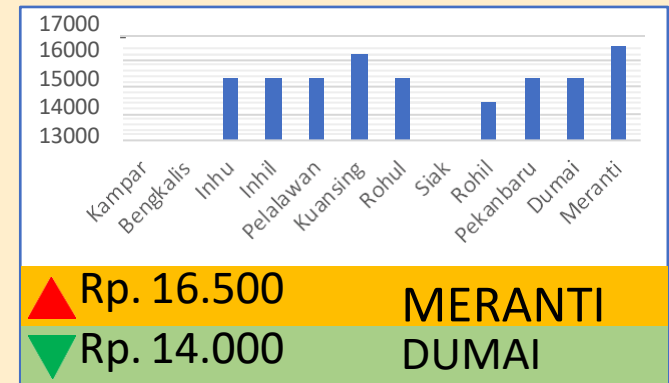 17000
16000
15000
14000
13000
Kampar
Bengkalis
Inhu
Inhil
Pelalawan
Kuansing
Rohul
Siak
Rohil
Pekanbaru
Dumai
Meranti
Rp. 16.500 MERANTI
Rp. 14.000 DUMAI